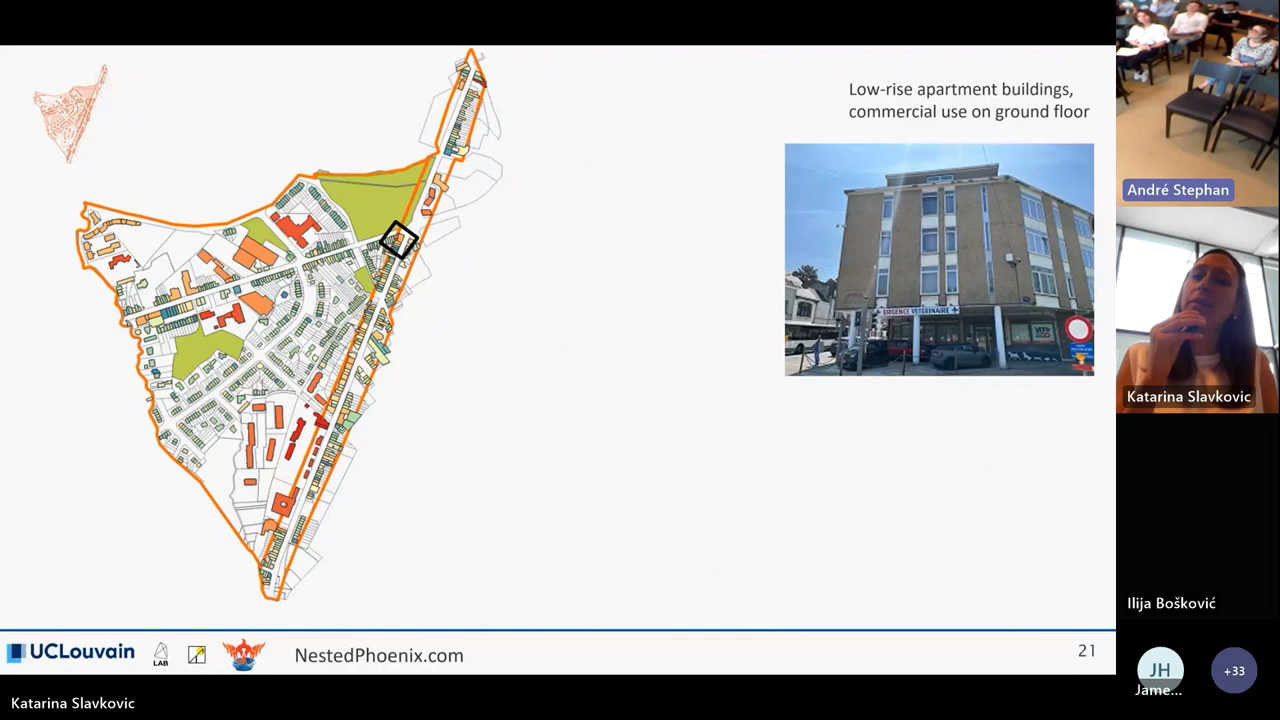 Low-rise apartment buildings,
commercial use on ground floor
URGENCE VETERINAIRE
UCLouvain
LAB
NestedPhoenix.com
21
Katarina Slavkovic
André Stephan
Katarina Slavkovic
Ilija Bošković
JH
Jame...
+33